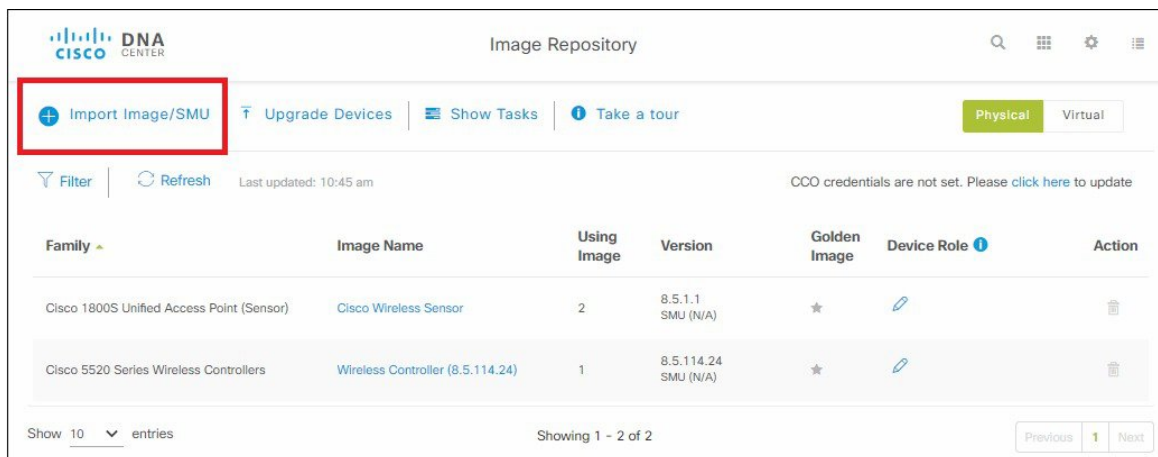 CISCO DNA CENTER
Image Repository
Import Image/SMU
Upgrade Devices
Show Tasks
Take a tour
Physical
Virtual
Filter
Refresh
Last updated: 10:45 am
CCO credentials are not set. Please click here to update
Family Image Name Using Image Version Golden Image Device Role Action
Cisco 1800S Unified Access Point (Sensor) Cisco Wireless Sensor 2 8.5.1.1 SMU (N/A)
Cisco 5520 Series Wireless Controllers Wireless Controller (8.5.114.24) 1 8.5.114.24 SMU (N/A)
Show 10 entries
Showing 1 - 2 of 2
Previous 1 Next